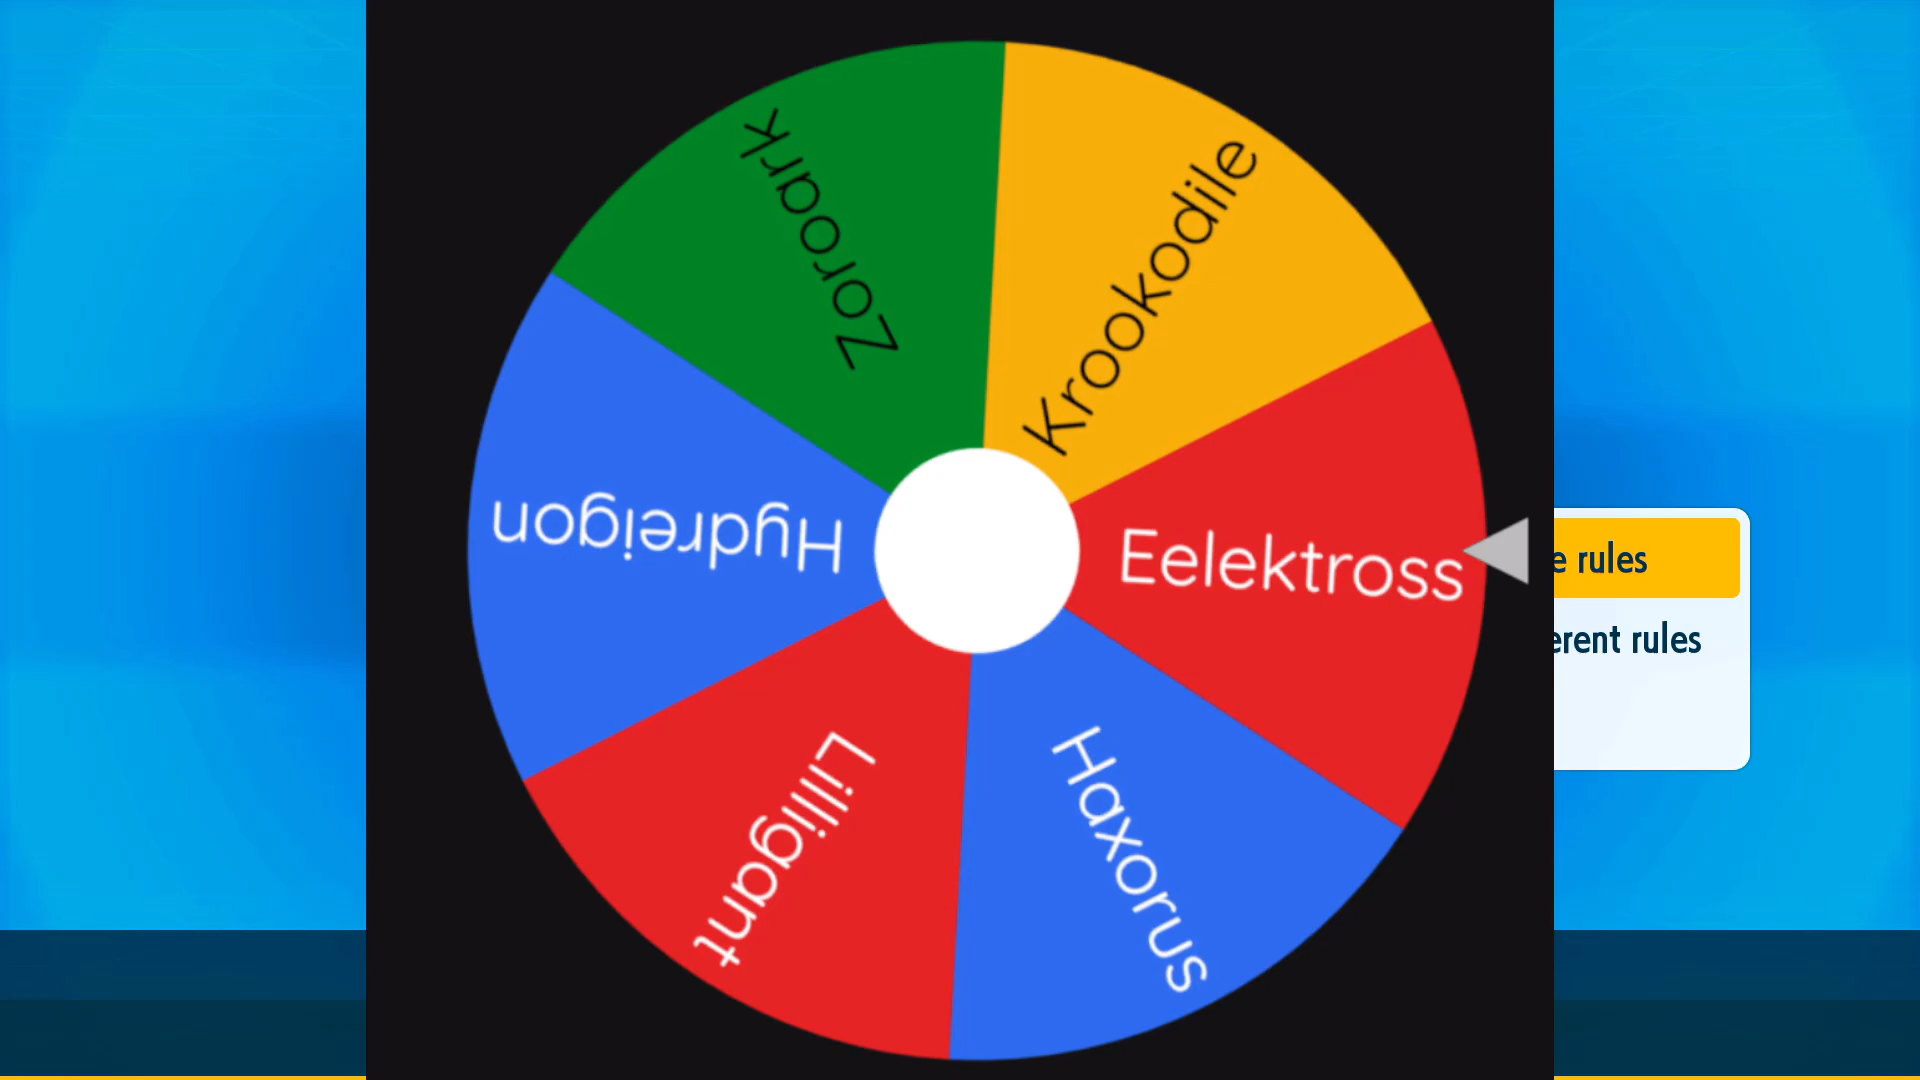 Zoroark
Krookodile
Hydreigon
Eelektross
Lilligant
Haxorus
e rules
erent rules